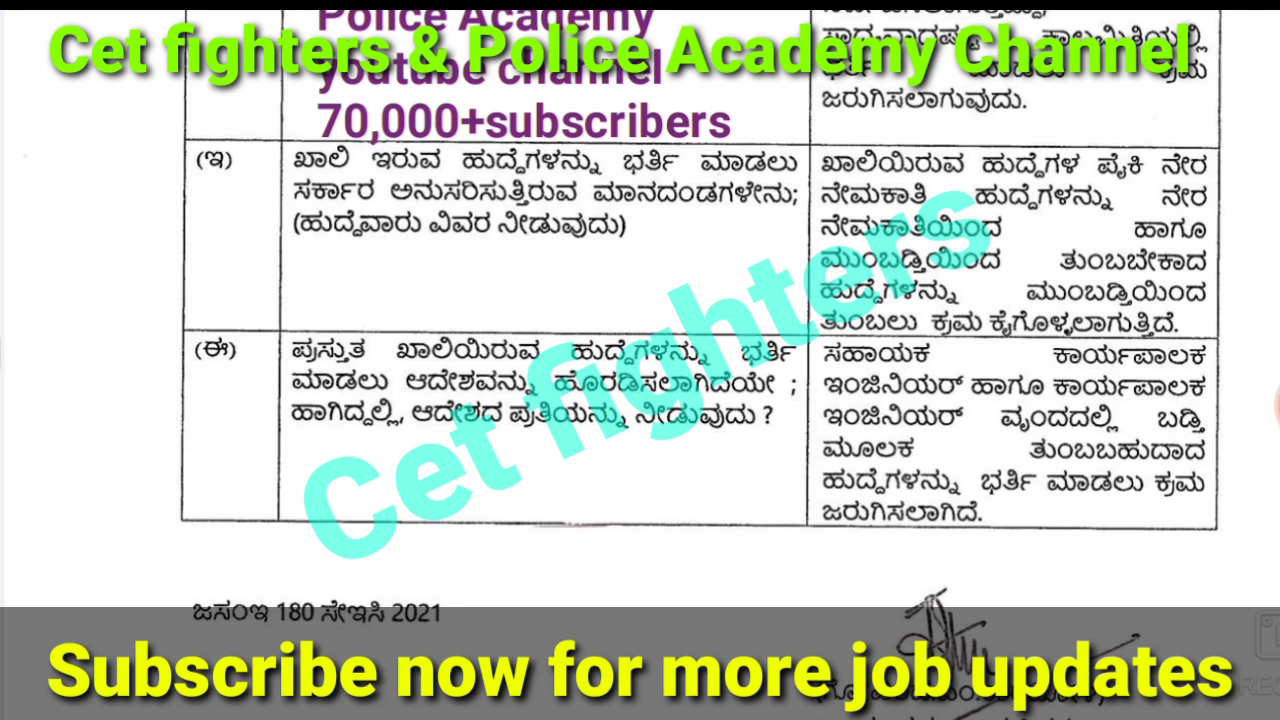 Police Academy
Cet fighters & Police Academy Channel
youtube channel
ಜರುಗಿಸಲಾಗುವುದು.
70,000+subscribers
(ಇ)
ಖಾಲಿ ಇರುವ ಹುದ್ದೆಗಳನ್ನು ಭರ್ತಿ ಮಾಡಲು
ಸರ್ಕಾರ ಅನುಸರಿಸುತ್ತಿರುವ ಮಾನದಂಡಗಳೇನು;
(ಹುದ್ದೆವಾರು ವಿವರ ನೀಡುವುದು)
ಖಾಲಿಯಿರುವ ಹುದ್ದೆಗಳ ಪೈಕಿ ನೇರ
ನೇಮಕಾತಿ ಹುದ್ದೆಗಳನ್ನು ನೇರ
ನೇಮಕಾತಿಯಿಂದ ಹಾಗೂ
ಮುಂಬಡ್ತಿಯಿಂದ ತುಂಬಬೇಕಾದ
ಹುದ್ದೆಗಳನ್ನು ಮುಂಬಡ್ತಿಯಿಂದ
ತುಂಬಲು ಕ್ರಮ ಕೈಗೊಳ್ಳಲಾಗುತ್ತಿದೆ.
(ಈ)
ಪ್ರಸ್ತುತ ಖಾಲಿಯಿರುವ ಹುದ್ದೆಗಳನ್ನು ಭರ್ತಿ
ಮಾಡಲು ಆದೇಶವನ್ನು ಹೊರಡಿಸಲಾಗಿದೆಯೇ ;
ಹಾಗಿದ್ದಲ್ಲಿ, ಆದೇಶದ ಪ್ರತಿಯನ್ನು ನೀಡುವುದು ?
ಸಹಾಯಕ ಕಾರ್ಯಪಾಲಕ
ಇಂಜಿನಿಯರ್ ಹಾಗೂ ಕಾರ್ಯಪಾಲಕ
ಇಂಜಿನಿಯರ್ ವೃಂದದಲ್ಲಿ ಬಡ್ತಿ
ಮೂಲಕ ತುಂಬಬಹುದಾದ
ಹುದ್ದೆಗಳನ್ನು ಭರ್ತಿ ಮಾಡಲು ಕ್ರಮ
ಜರುಗಿಸಲಾಗಿದೆ.
Cet fighters
ಜಸಂಇ 180 ಸೇಇಸಿ 2021
Subscribe now for more job updates